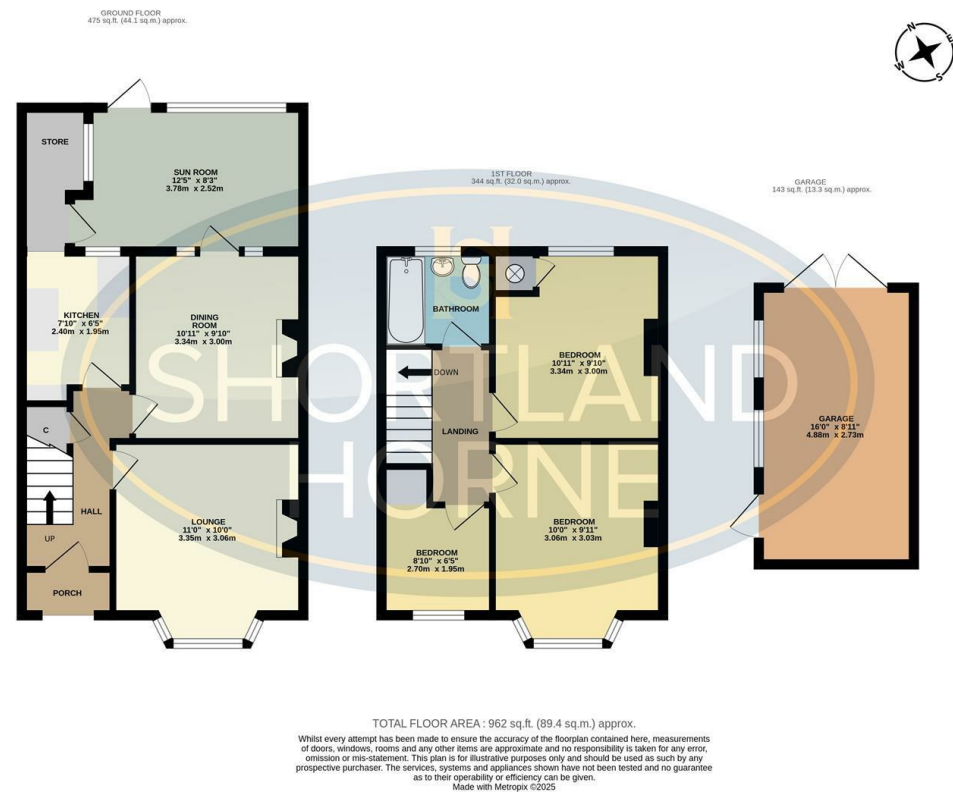 GROUND FLOOR
475 sq.ft. (44.1 sq.m.) approx.
N
E
S
W
STORE
SUN ROOM
12'5" x 8'3"
3.78m x 2.52m
KITCHEN
7'10" x 6'5"
2.40m x 1.95m
DINING
ROOM
10'11" x 9'10"
3.34m x 3.00m
C
HALL
UP
PORCH
LOUNGE
11'0" x 10'0"
3.35m x 3.06m
1ST FLOOR
344 sq.ft. (32.0 sq.m.) approx.
BATHROOM
DOWN
LANDING
BEDROOM
10'11" x 9'10"
3.34m x 3.00m
BEDROOM
10'0" x 9'11"
3.06m x 3.03m
BEDROOM
8'10" x 6'5"
2.70m x 1.95m
GARAGE
143 sq.ft. (13.3 sq.m.) approx.
GARAGE
16'0" x 8'11"
4.88m x 2.73m
SHORTLAND
HORNE
TOTAL FLOOR AREA : 962 sq.ft. (89.4 sq.m.) approx.
Whilst every attempt has been made to ensure the accuracy of the floorplan contained here, measurements
of doors, windows, rooms and any other items are approximate and no responsibility is taken for any error,
omission or mis-statement. This plan is for illustrative purposes only and should be used as such by any
prospective purchaser. The services, systems and appliances shown have not been tested and no guarantee
as to their operability or efficiency can be given.
Made with Metropix ©2025